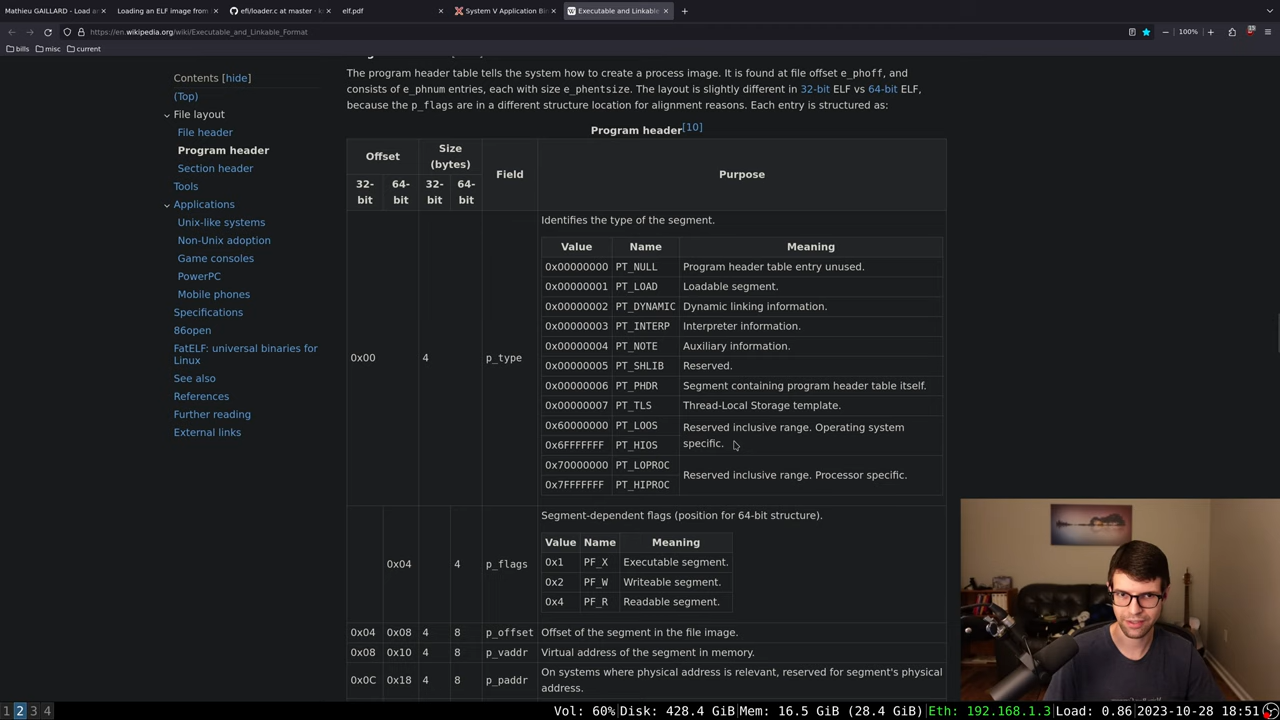 Mathieu GAILLARD - Load a
Loading an ELF image from
efi/loader.c at master · k
elf.pdf
System V Application Bi
Executable and Linkable
https://en.wikipedia.org/wiki/Executable_and_Linkable_Format
100%
bills
misc
current
Contents [hide]
(Top)
File layout
File header
Program header
Section header
Tools
Applications
Unix-like systems
Non-Unix adoption
Game consoles
PowerPC
Mobile phones
Specifications
86open
FatELF: universal binaries for
Linux
See also
References
Further reading
External links
The program header table tells the system how to create a process image. It is found at file offset e_phoff, and
consists of e_phnum entries, each with size e_phentsize. The layout is slightly different in 32-bit ELF vs 64-bit ELF,
because the p_flags are in a different structure location for alignment reasons. Each entry is structured as:
Program header[10]
Offset Size (bytes) Field Purpose
32-bit 64-bit 32-bit 64-bit
Identifies the type of the segment.
Value Name Meaning
0x00000000 PT_NULL Program header table entry unused.
0x00000001 PT_LOAD Loadable segment.
0x00000002 PT_DYNAMIC Dynamic linking information.
0x00000003 PT_INTERP Interpreter information.
0x00000004 PT_NOTE Auxiliary information.
0x00 4 p_type
0x00000005 PT_SHLIB Reserved.
0x00000006 PT_PHDR Segment containing program header table itself.
0x00000007 PT_TLS Thread-Local Storage template.
0x60000000 PT_LOOS Reserved inclusive range. Operating system
0x6FFFFFFF PT_HIOS specific.
0x70000000 PT_LOPROC
Reserved inclusive range. Processor specific.
0x7FFFFFFF PT_HIPROC
Segment-dependent flags (position for 64-bit structure).
Value Name Meaning
0x04 4 p_flags
0x1 PF_X Executable segment.
0x2 PF_W Writeable segment.
0x4 PF_R Readable segment.
0x04 0x08 4 8 p_offset Offset of the segment in the file image.
0x08 0x10 4 8 p_vaddr Virtual address of the segment in memory.
0x0C 0x18 4 8 p_paddr On systems where physical address is relevant, reserved for segment's physical
address.
1 2 3 4
Vol: 60% Disk: 428.4 GiB Mem: 16.5 GiB (28.4 GiB) Eth: 192.168.1.3 Load: 0.86 2023-10-28 18:51